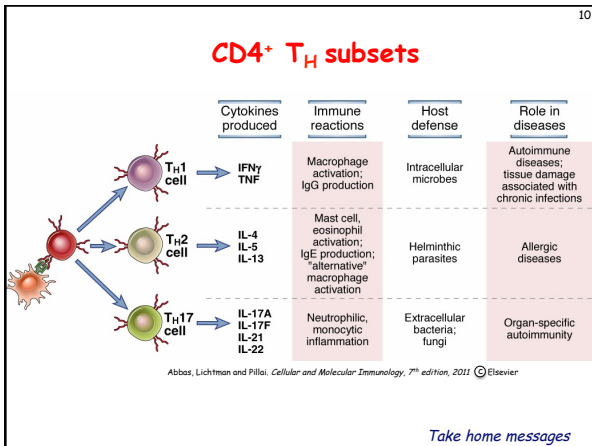 10
CD4+ TH subsets
Cytokines produced
Immune reactions
Host defense
Role in diseases
TH1 cell
IFNγ
TNF
Macrophage activation;
IgG production
Intracellular microbes
Autoimmune diseases;
tissue damage associated with chronic infections
TH2 cell
IL-4
IL-5
IL-13
Mast cell,
eosinophil
activation;
IgE production;
"alternative"
macrophage
activation
Helminthic
parasites
Allergic
diseases
TH17
cell
IL-17A
IL-17F
IL-21
IL-22
Neutrophilic,
monocytic
inflammation
Extracellular
bacteria;
fungi
Organ-specific
autoimmunity
Abbas, Lichtman and Pillai. Cellular and Molecular Immunology, 7th edition, 2011 © Elsevier
Take home messages